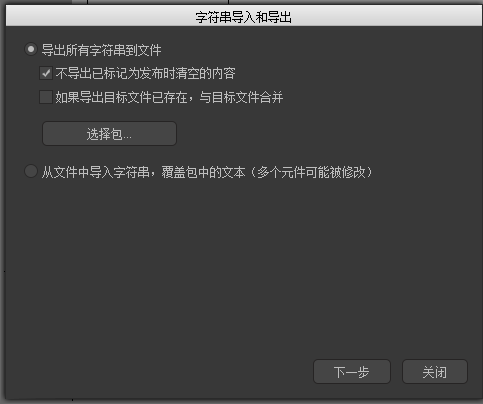 字符串导入和导出
导出所有字符串到文件
不导出已标记为发布时清空的内容
如果导出目标文件已存在，与目标文件合并
选择包...
从文件中导入字符串，覆盖包中的文本（多个元件可能被修改）
下一步
关闭